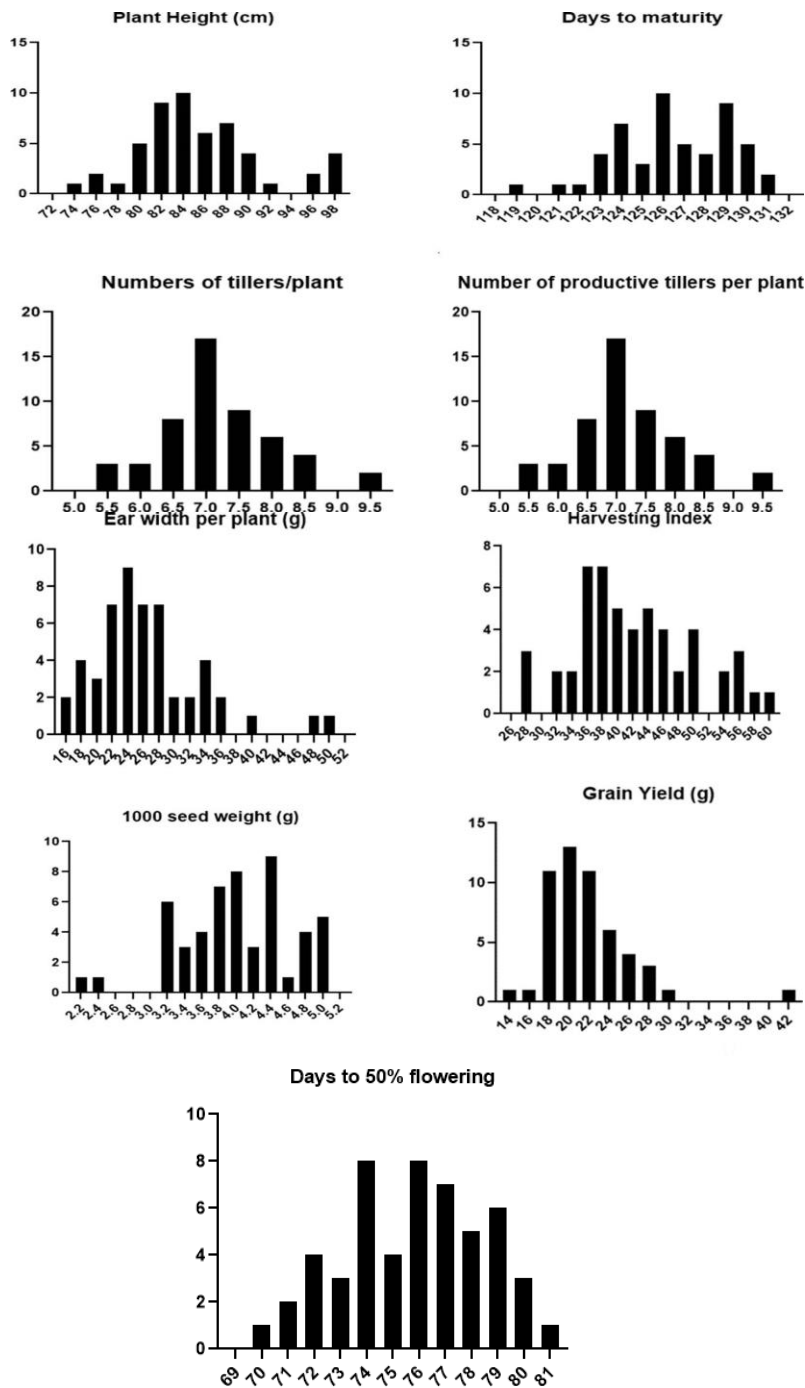 Plant Height (cm)
15
10
5
0
72 74 76 78 80 82 84 86 88 90 92 94 96 98
Days to maturity
15
10
5
0
118 119 120 121 122 123 124 125 126 127 128 129 130 131 132
Numbers of tillers/plant
20
15
10
5
0
5.0 5.5 6.0 6.5 7.0 7.5 8.0 8.5 9.0 9.5
Number of productive tillers per plant
20
15
10
5
0
5.0 5.5 6.0 6.5 7.0 7.5 8.0 8.5 9.0 9.5
Ear width per plant (g)
10
8
6
4
2
0
16 18 20 22 24 26 28 30 32 34 36 38 40 42 44 46 48 50 52
Harvesting Index
8
6
4
2
0
26 28 30 32 34 36 38 40 42 44 46 48 50 52 54 56 58 60
1000 seed weight (g)
10
8
6
4
2
0
2.2 2.4 2.6 2.8 3.0 3.2 3.4 3.6 3.8 4.0 4.2 4.4 4.6 4.8 5.0 5.2
Grain Yield (g)
15
10
5
0
14 16 18 20 22 24 26 28 30 32 34 36 38 40 42
Days to 50% flowering
10
8
6
4
2
0
69 70 71 72 73 74 75 76 77 78 79 80 81